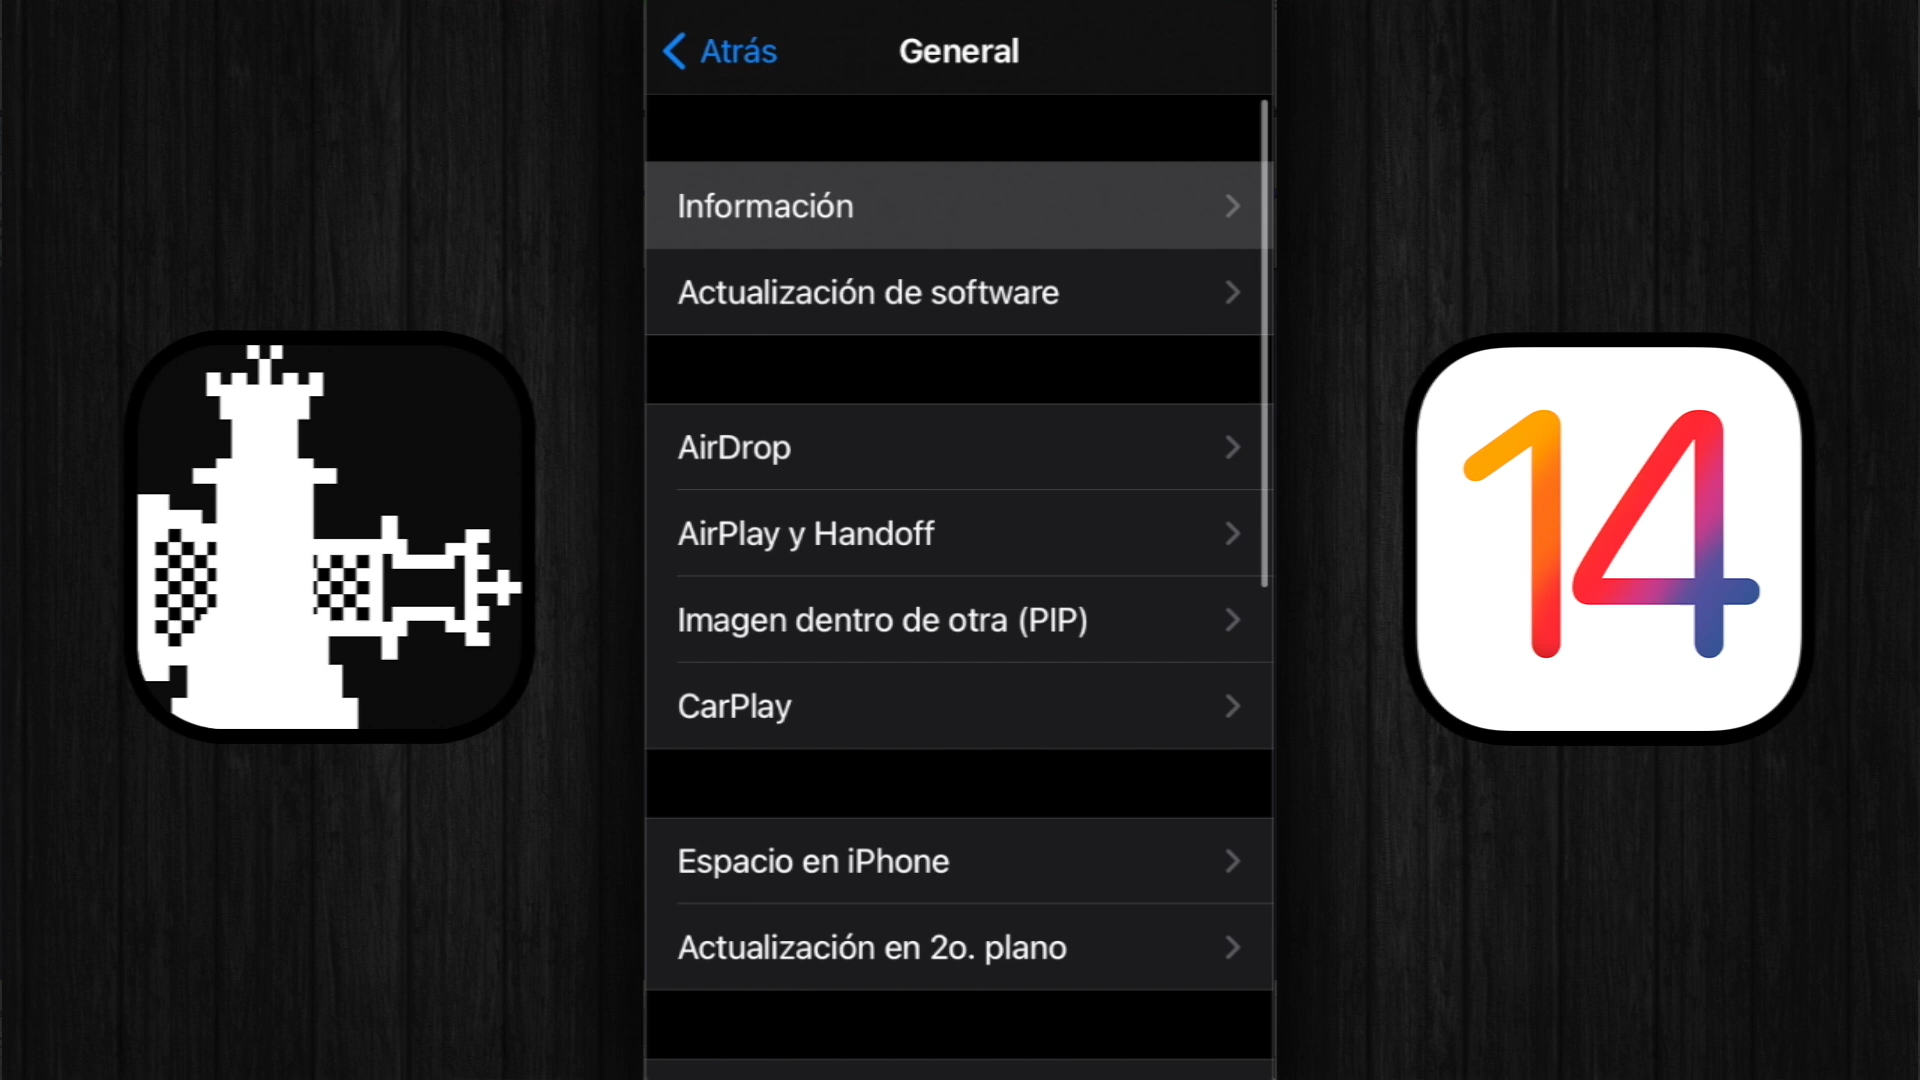 Atrás
General
Información
Actualización de software
AirDrop
AirPlay y Handoff
Imagen dentro de otra (PIP)
CarPlay
Espacio en iPhone
Actualización en 2o. plano
14